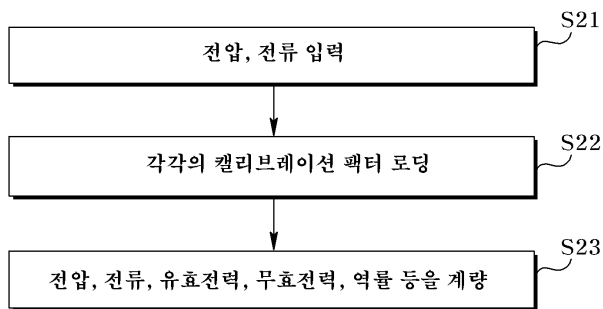 S21
전압, 전류 입력
S22
각각의 캘리브레이션 팩터 로딩
S23
전압, 전류, 유효전력, 무효전력, 역률 등을 계량